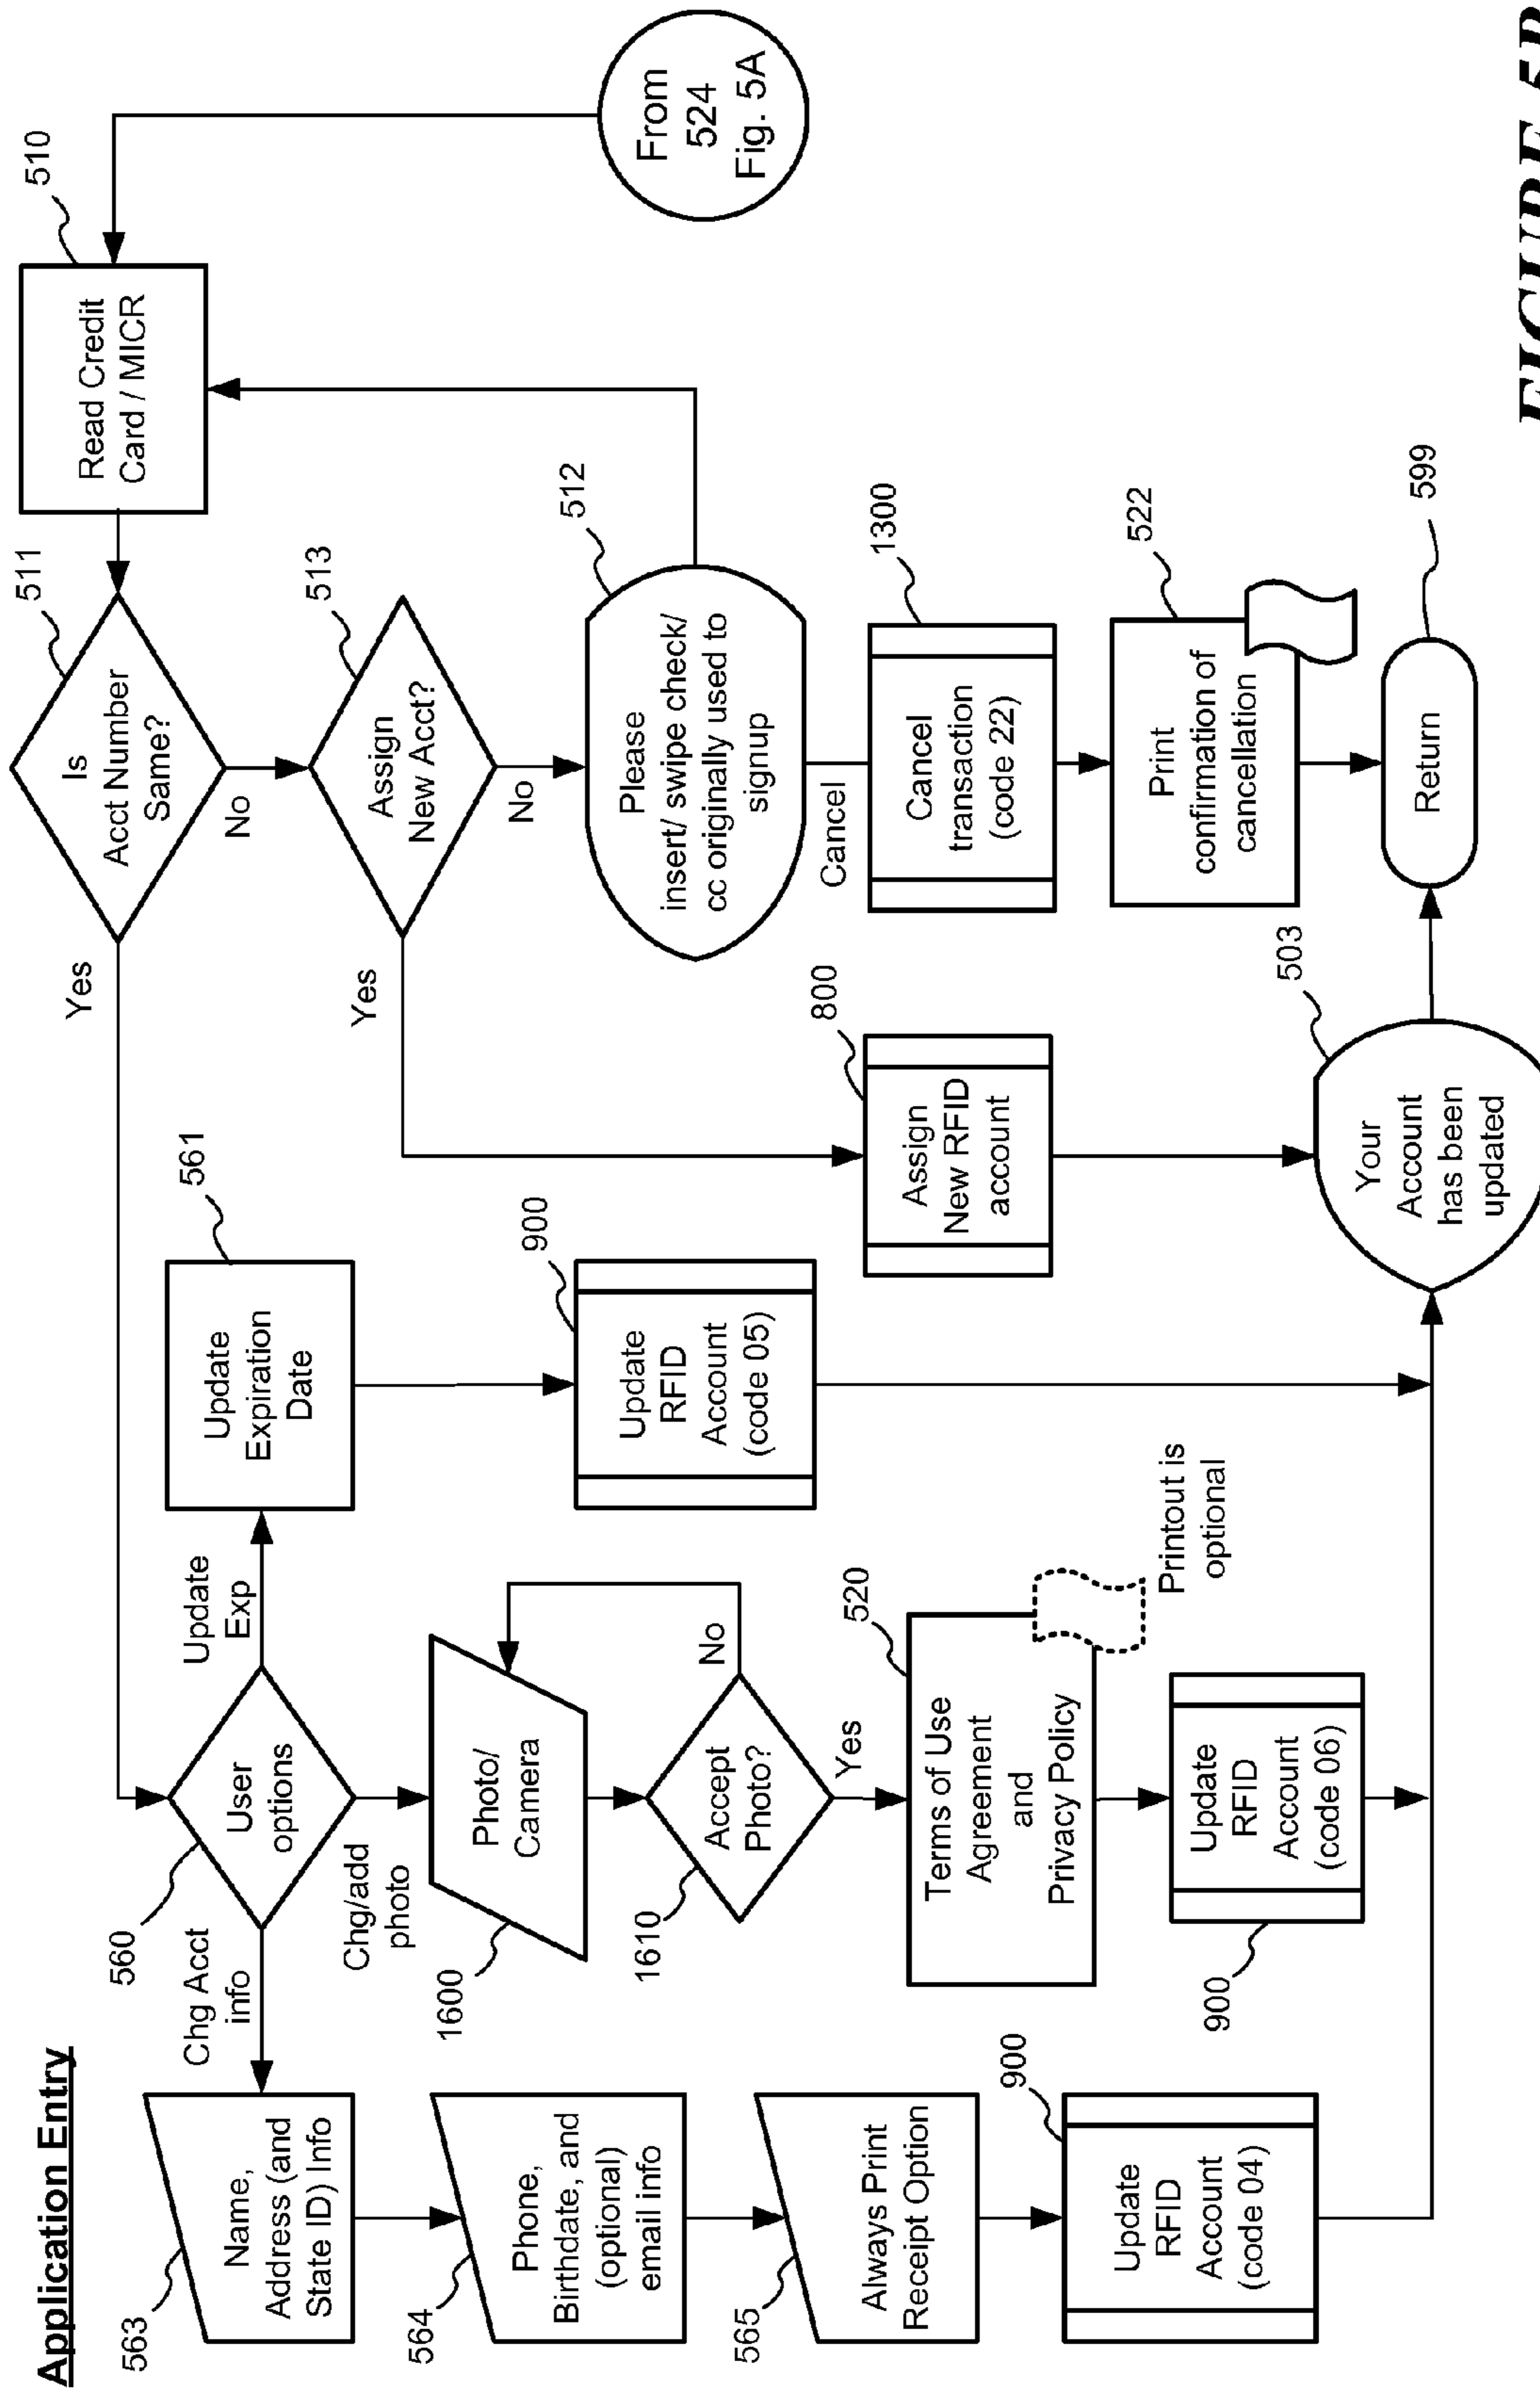 Application Entry
563
Name,
Address (and
State ID) Info
564
Phone,
Birthdate, and
(optional)
email info
565
Always Print
Receipt Option
900
Update
RFID
Account
(code 04)
Chg Acct
info
560
User
options
Chg/add
photo
1600
Photo/
Camera
1610
Accept
Photo?
No
Yes
520
Terms of Use
Agreement
and
Privacy Policy
Printout is
optional
900
Update
RFID
Account
(code 06)
Update
Exp
561
Update
Expiration
Date
900
Update
RFID
Account
(code 05)
Yes
511
Is
Acct Number
Same?
No
513
Assign
New Acct?
Yes
No
800
Assign
New RFID
account
512
Please
insert/ swipe check/
cc originally used to
signup
Cancel
1300
Cancel
transaction
(code 22)
522
Print
confirmation of
cancellation
503
Your
Account
has been
updated
599
Return
510
Read Credit
Card / MICR
From
524
Fig. 5A
FIGURE 5B